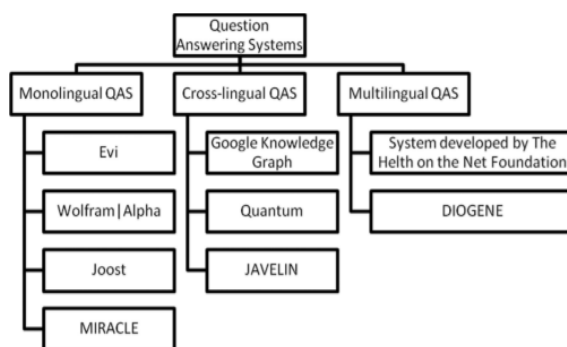 Question
Answering Systems
Monolingual QAS
Cross-lingual QAS
Multilingual QAS
Evi
Google Knowledge
Graph
System developed by The
Helth on the Net Foundation
Wolfram|Alpha
Quantum
DIOGENE
Joost
JAVELIN
MIRACLE